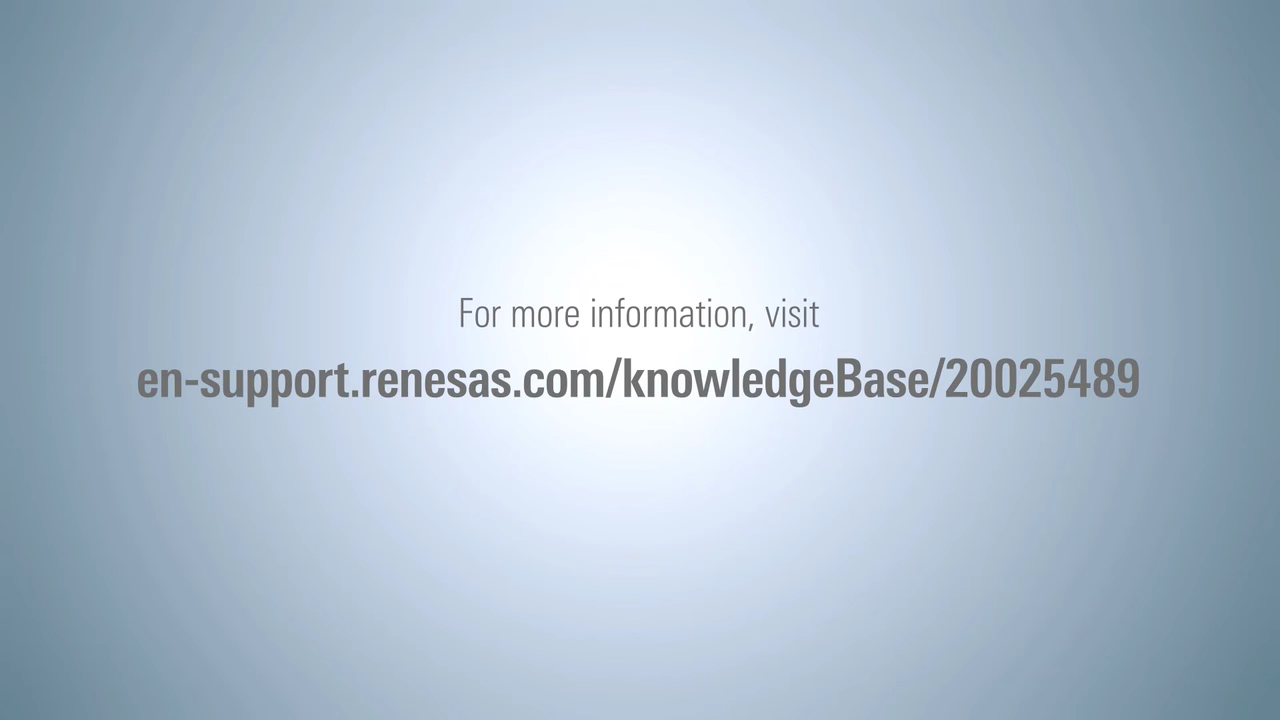 For more information, visit
en-support.renesas.com/knowledgeBase/20025489